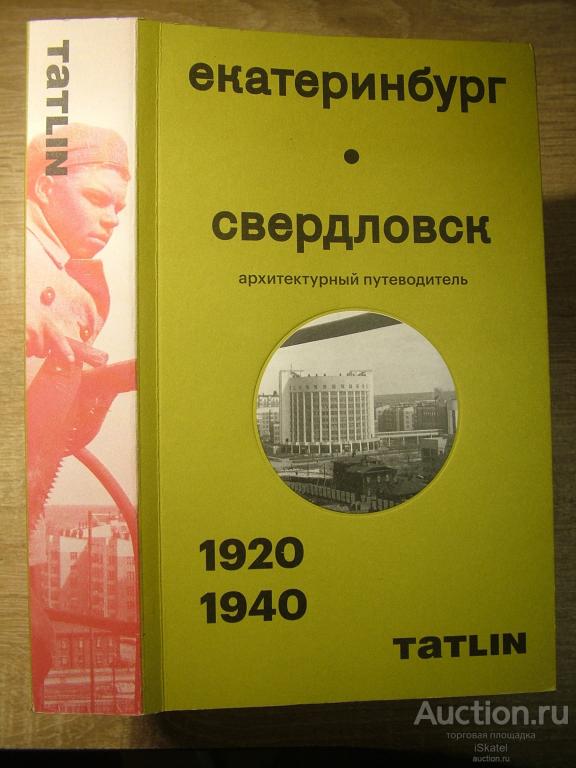 TATLIN
екатеринбург
•
свердловск
архитектурный путеводитель
1920
1940
TATLIN
Auction.ru
торговая площадка
iSkatel
auction.ru